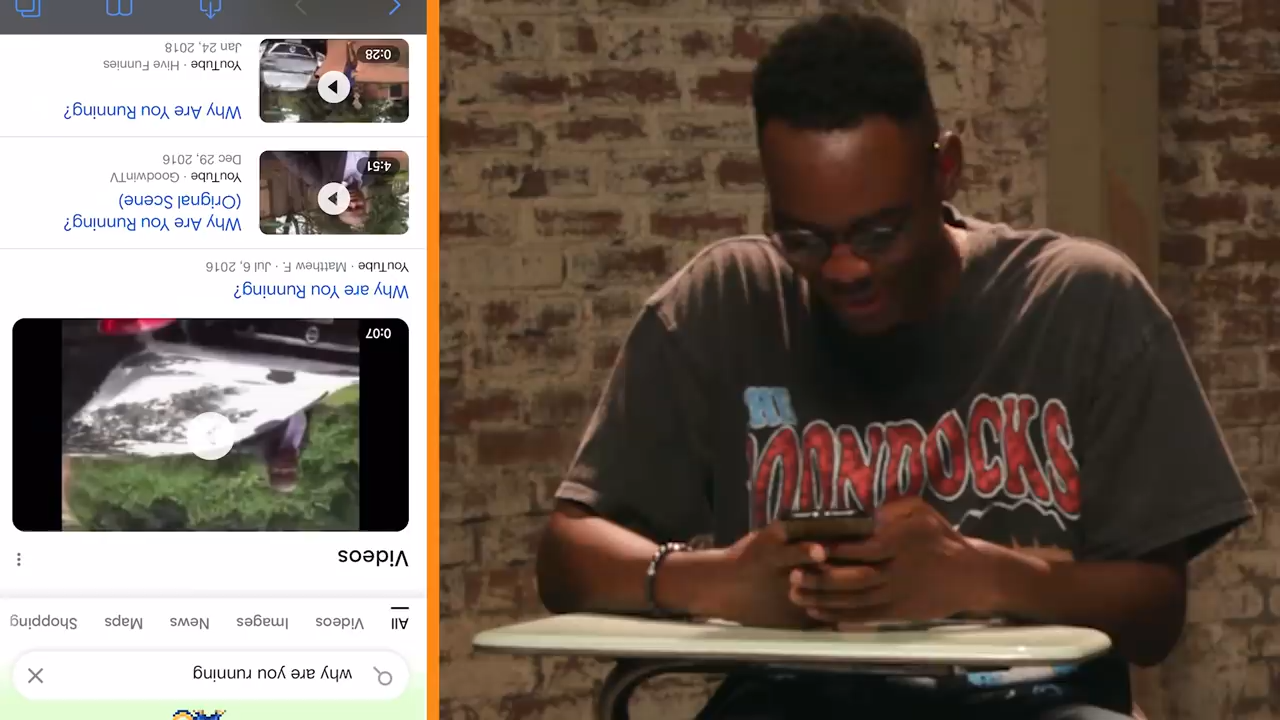 why are you running
All Videos Images News Maps Shopping
Videos
0:07
Why are You Running?
YouTube · Matthew F. · Jul 6, 2016
Why Are You Running?
(Orignal Scene)
YouTube · GoodwinTV
Dec 29, 2016
4:51
Why Are You Running?
YouTube · Hive Funnies
Jan 24, 2018
0:28
THE
BOONDOCKS